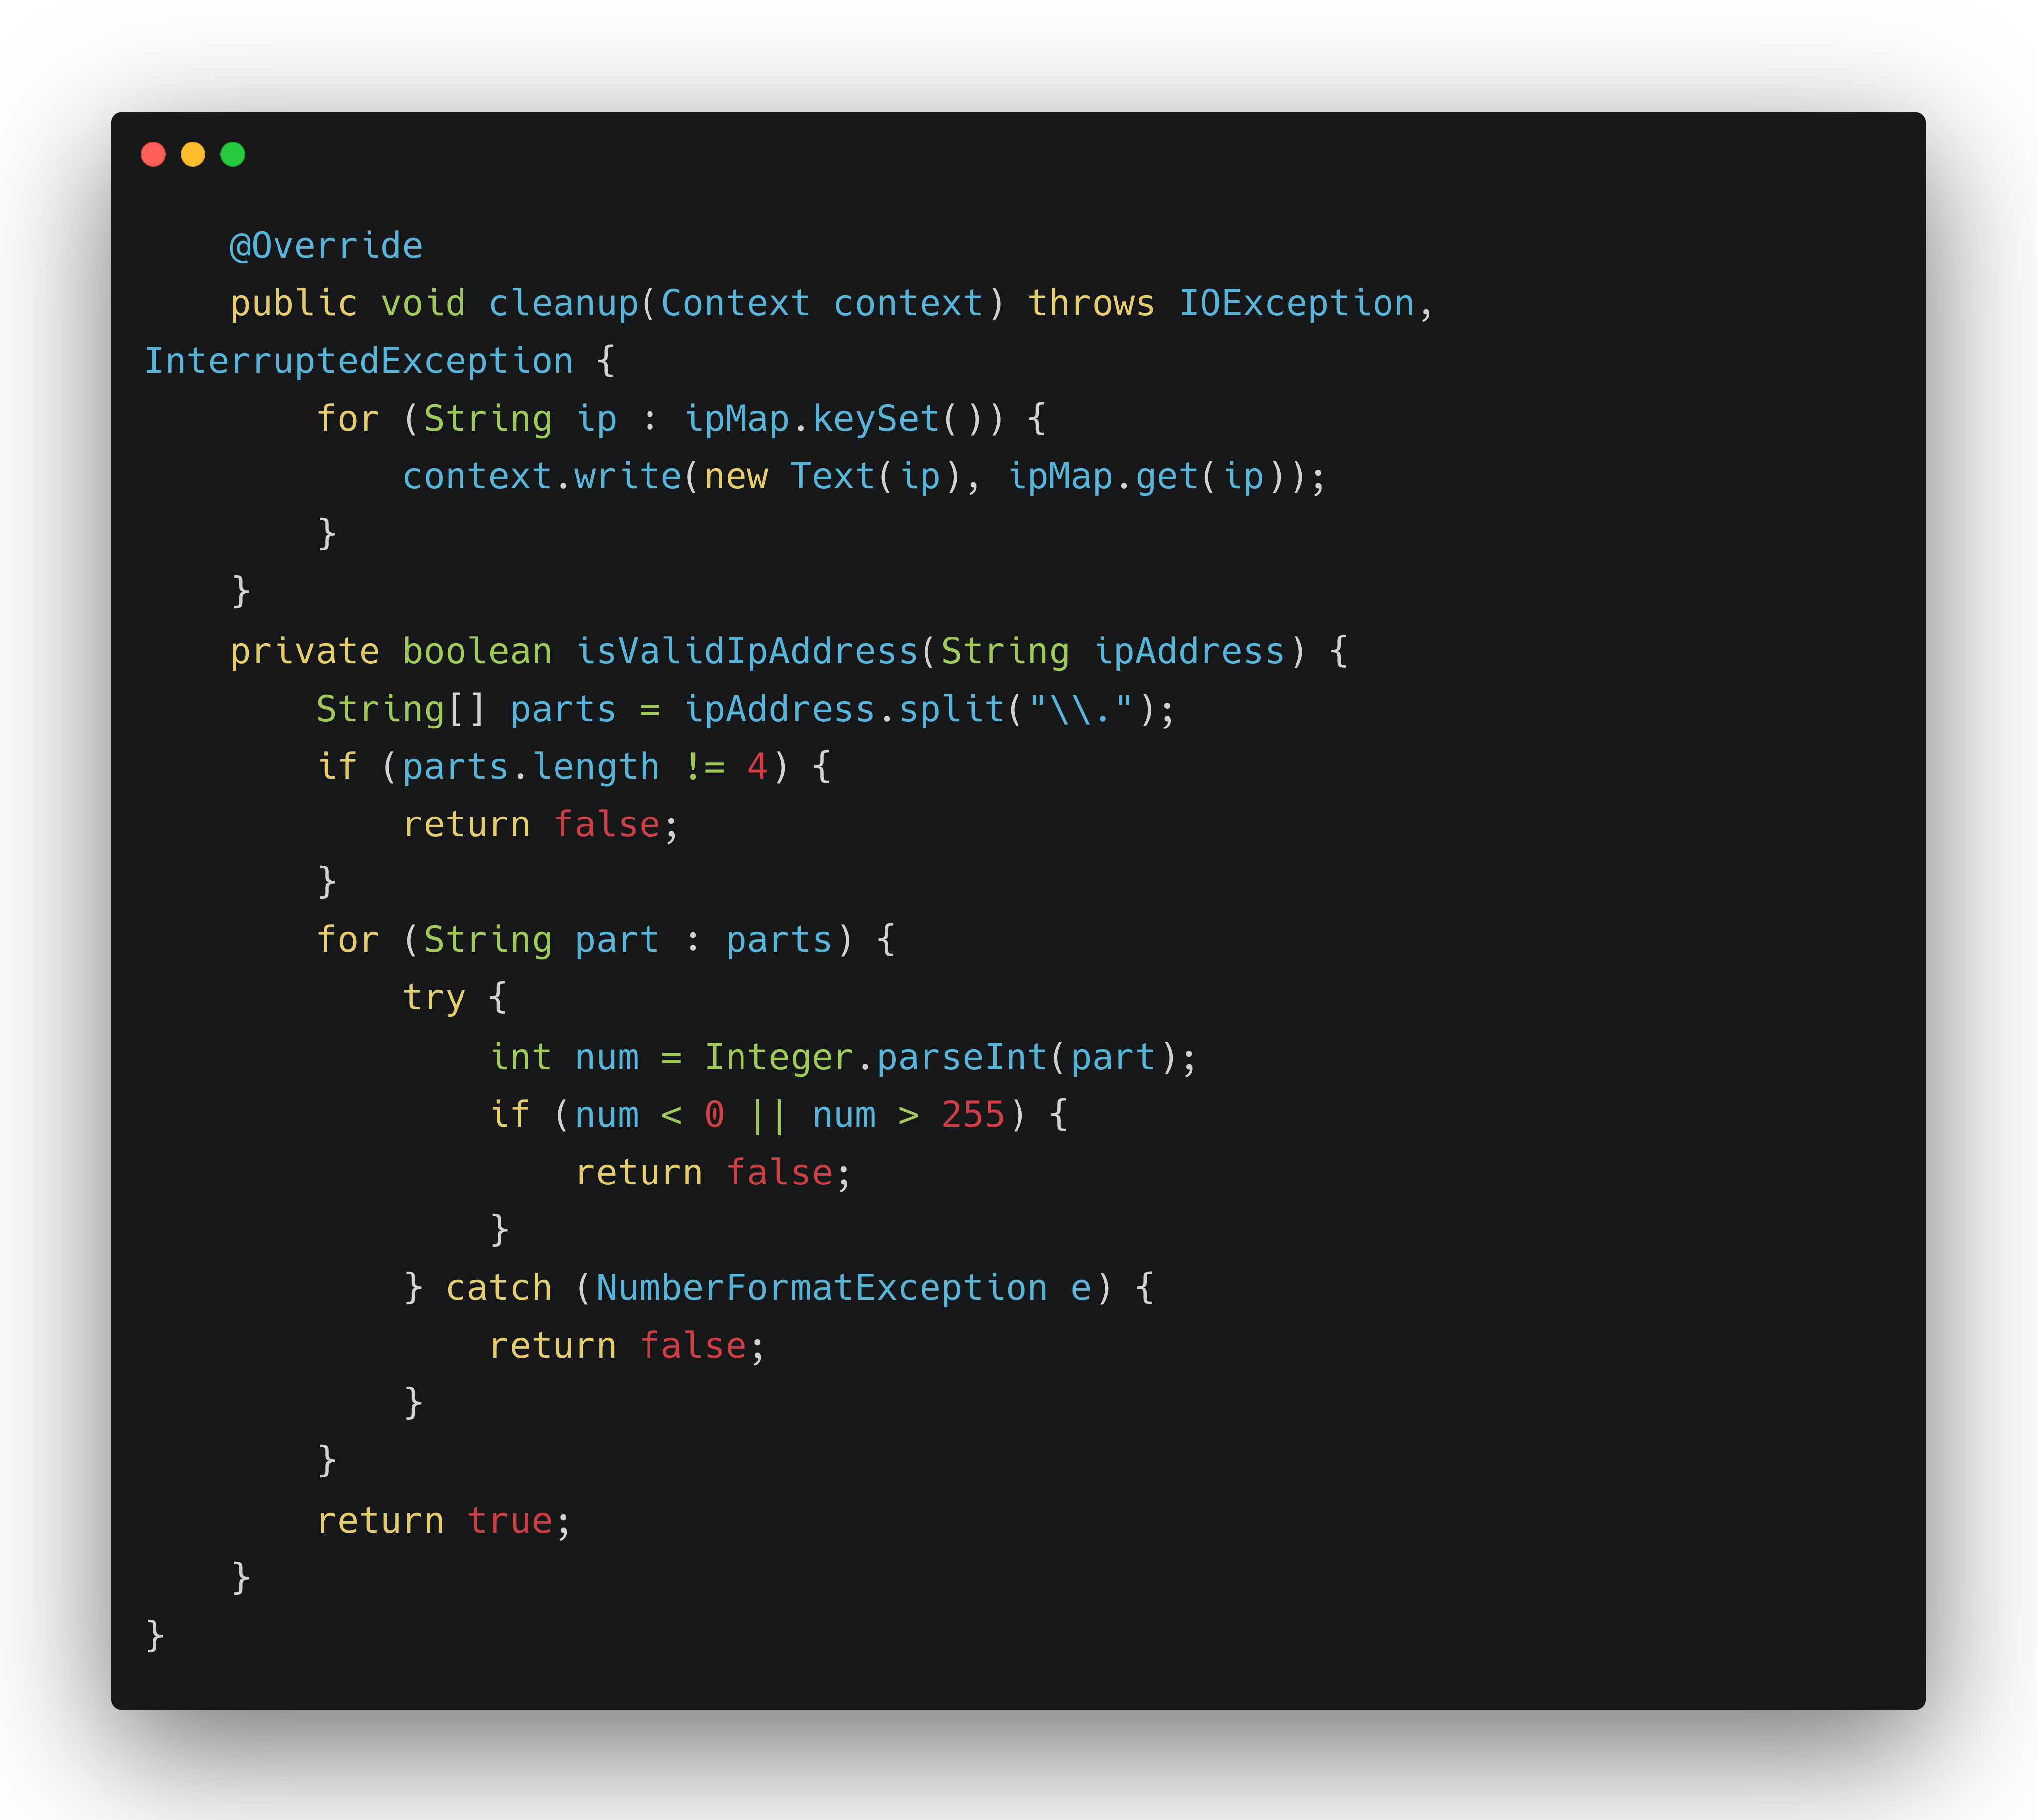 @Override
    public void cleanup(Context context) throws IOException,
InterruptedException {
        for (String ip : ipMap.keySet()) {
            context.write(new Text(ip), ipMap.get(ip));
        }
    }
    private boolean isValidIpAddress(String ipAddress) {
        String[] parts = ipAddress.split("\\.");
        if (parts.length != 4) {
            return false;
        }
        for (String part : parts) {
            try {
                int num = Integer.parseInt(part);
                if (num < 0 || num > 255) {
                    return false;
                }
            } catch (NumberFormatException e) {
                return false;
            }
        }
        return true;
    }
}